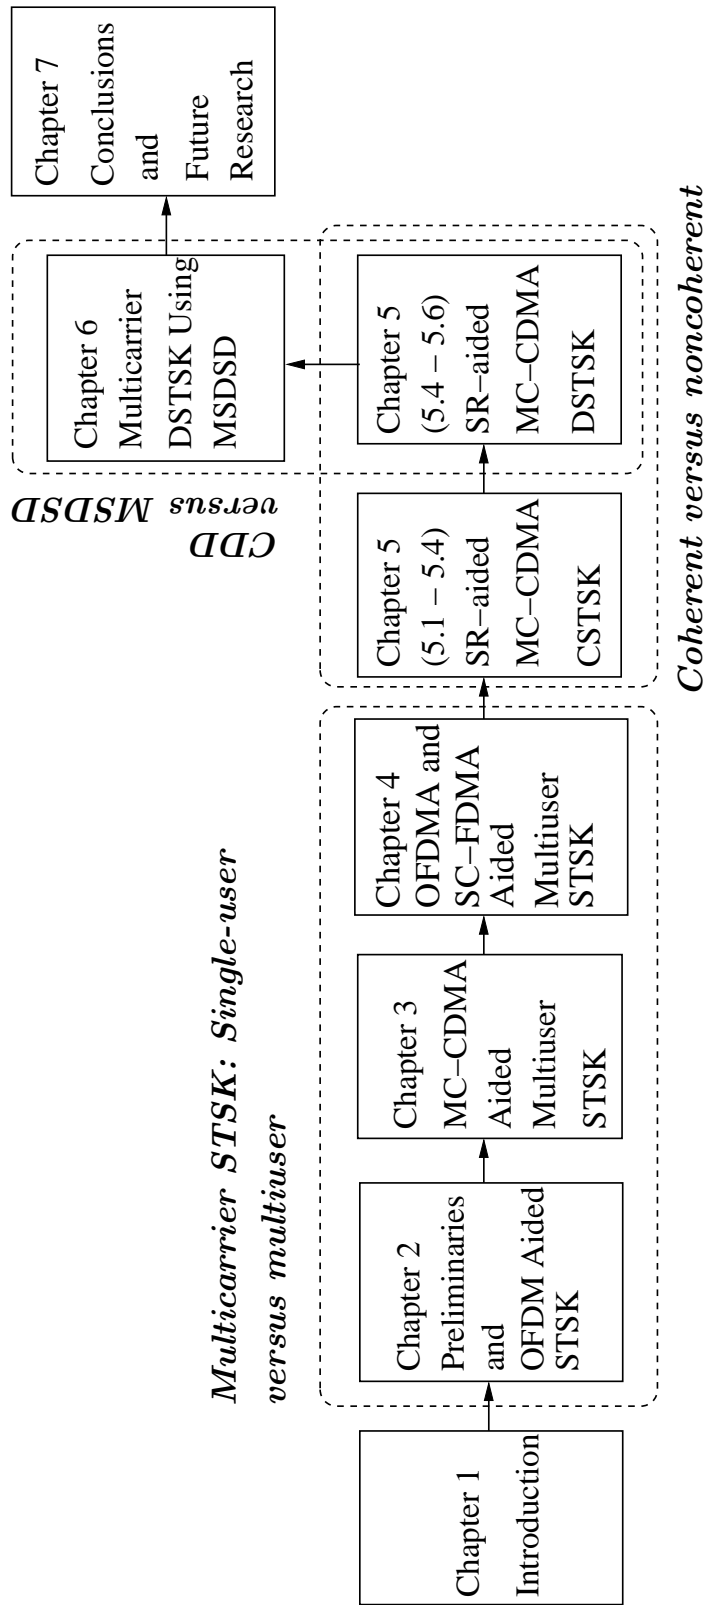 Chapter 1
Introduction
Multicarrier STSK: Single-user
versus multiuser
Chapter 2
Preliminaries
and
OFDM Aided
STSK
Chapter 3
MC−CDMA
Aided
Multiuser
STSK
Chapter 4
OFDMA and
SC−FDMA
Aided
Multiuser
STSK
Coherent versus noncoherent
Chapter 5
(5.1 − 5.4)
SR−aided
MC−CDMA
CSTSK
Chapter 5
(5.4 − 5.6)
SR−aided
MC−CDMA
DSTSK
CDD
versus MSDSD
Chapter 6
Multicarrier
DSTSK Using
MSDSD
Chapter 7
Conclusions
and
Future
Research